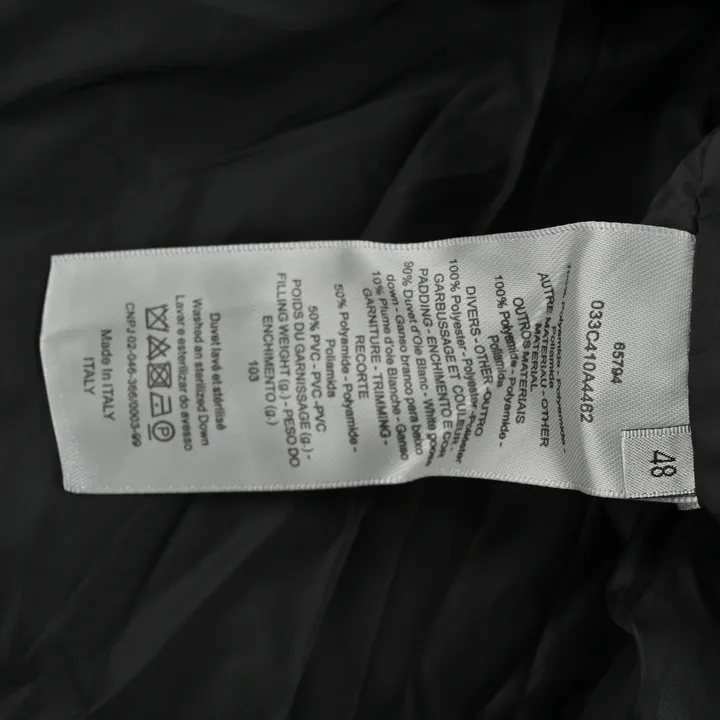 48
65794
033CA10A4462
Poliamida
AUTRE MATERIAU - OTHER
MATERIAL
OUTROS MATERIAIS
100% Polyamide - Polyamide -
Poliamida
DIVERS - OTHER - OUTRO
100% Polyester - Polyester - Poliester
GARBUSSAGE ET COULEUR -
PADDING - ENCHIMENTO E COR
90% Duvet d'Oie Blanc - White goose
down - Ganso branco para baixo
10% Plume d'oie Blanche - Ganso
GARNITURE - TRIMMING -
RECORTE
50% Polyamide - Polyamide -
Poliamida
50% PVC - PVC - PVC
POIDS DU GARNISSAGE (g.) -
FILLING WEIGHT (g.) - PESO DO
ENCHIMENTO (g.)
103
Duvet lavé et stérilisé
Washed an sterilized Down
Lavar e esterilizar do avesso
P
CNPJ.02-046-366/0003-99
Made In ITALY
ITALY